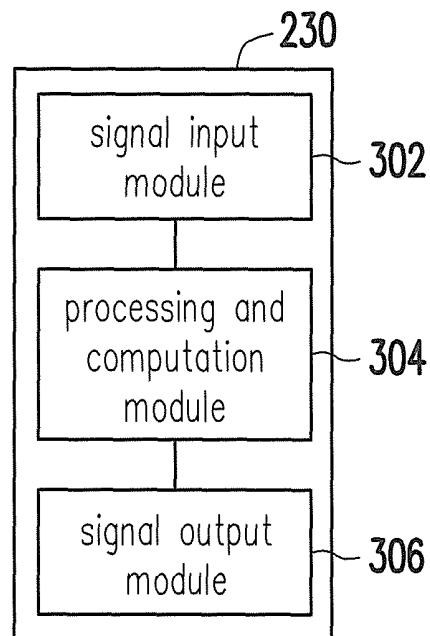 230
signal input
module
302
processing and
computation
module
304
signal output
module
306